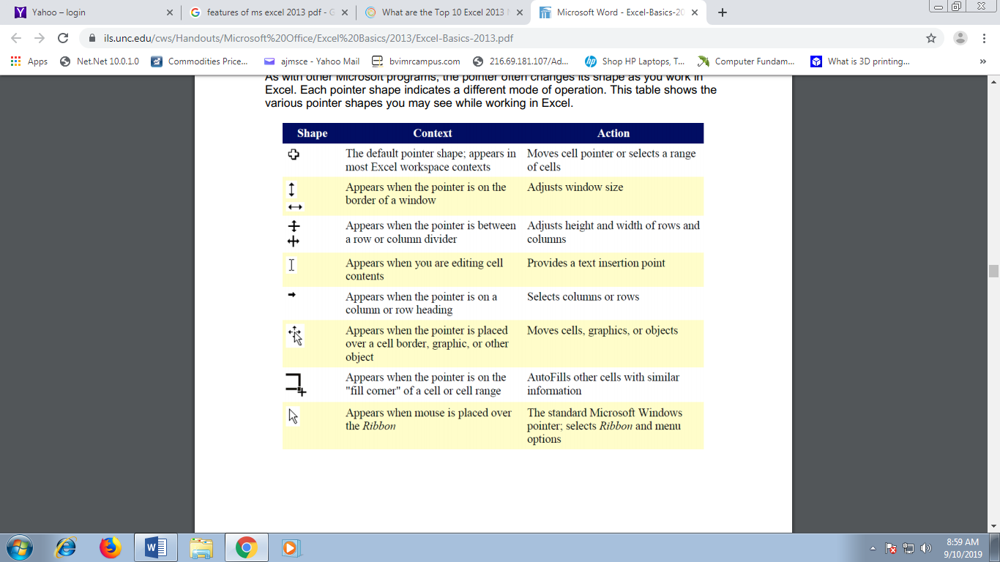 Yahoo – login
features of ms excel 2013 pdf - G
What are the Top 10 Excel 2013
Microsoft Word - Excel-Basics-20
ils.unc.edu/cws/Handouts/Microsoft%20Office/Excel%20Basics/2013/Excel-Basics-2013.pdf
Apps
Net.Net 10.0.1.0
Commodities Price...
ajmsce - Yahoo Mail
bvimrcampus.com
216.69.181.107/Ad...
Shop HP Laptops, T...
Computer Fundam...
What is 3D printing...
»
As with other Microsoft programs, the pointer often changes its shape as you work in
Excel. Each pointer shape indicates a different mode of operation. This table shows the
various pointer shapes you may see while working in Excel.
Shape Context Action
The default pointer shape; appears in
most Excel workspace contexts
Moves cell pointer or selects a range
of cells
Appears when the pointer is on the
border of a window
Adjusts window size
Appears when the pointer is between
a row or column divider
Adjusts height and width of rows and
columns
Appears when you are editing cell
contents
Provides a text insertion point
Appears when the pointer is on a
column or row heading
Selects columns or rows
Appears when the pointer is placed
over a cell border, graphic, or other
object
Moves cells, graphics, or objects
Appears when the pointer is on the
"fill corner" of a cell or cell range
AutoFills other cells with similar
information
Appears when mouse is placed over
the Ribbon
The standard Microsoft Windows
pointer; selects Ribbon and menu
options
8:59 AM
9/10/2019